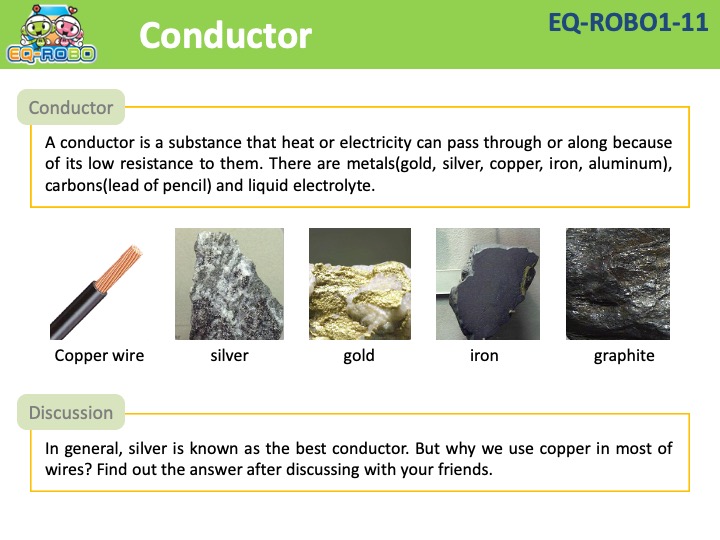 EQ-ROBO
Conductor
EQ-ROBO1-11
Conductor
A conductor is a substance that heat or electricity can pass through or along because
of its low resistance to them. There are metals(gold, silver, copper, iron, aluminum),
carbons(lead of pencil) and liquid electrolyte.
Copper wire
silver
gold
iron
graphite
Discussion
In general, silver is known as the best conductor. But why we use copper in most of
wires? Find out the answer after discussing with your friends.